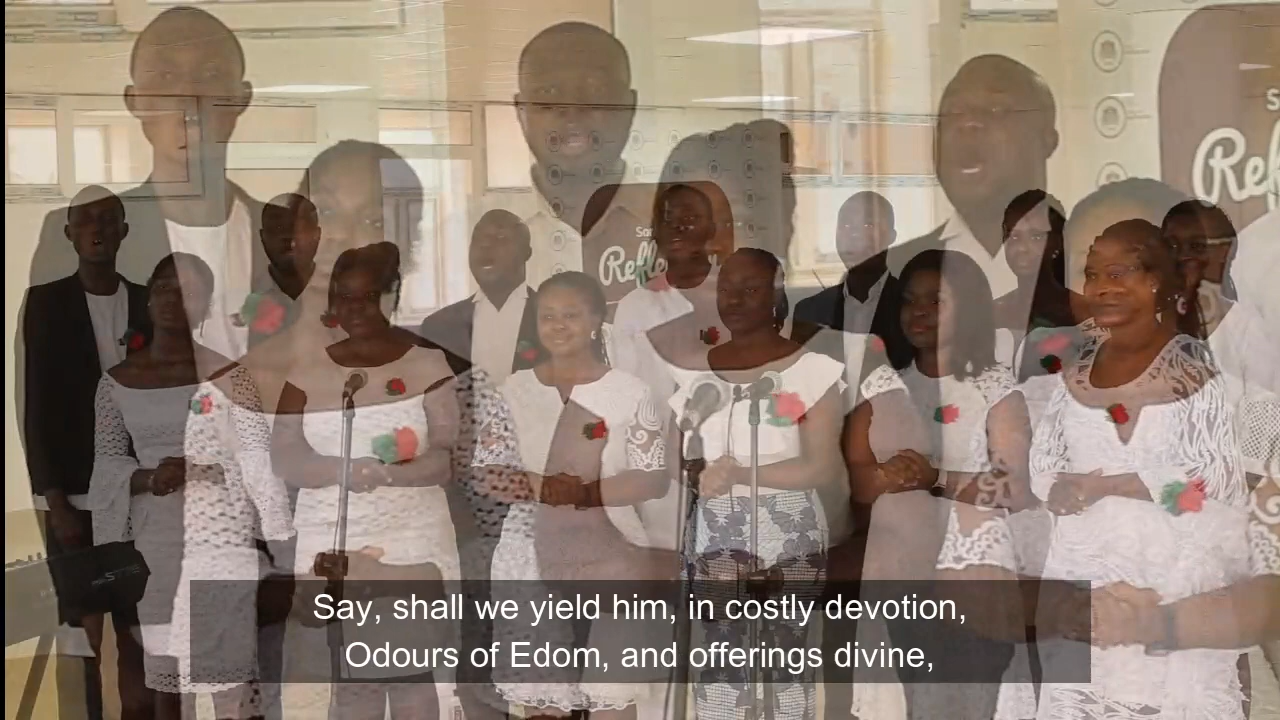 Say, shall we yield him, in costly devotion,
Odours of Edom, and offerings divine,